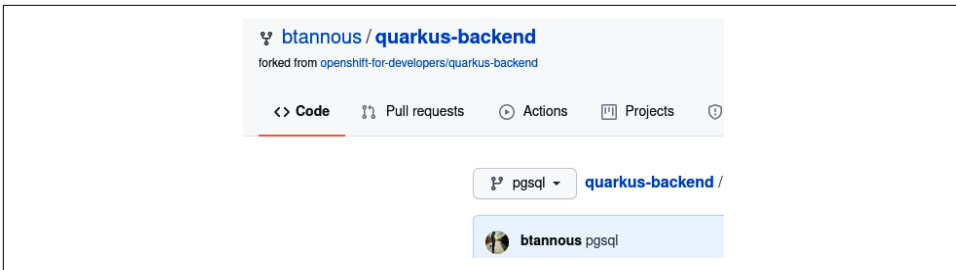 btannous / quarkus-backend
forked from openshift-for-developers/quarkus-backend
<> Code Pull requests Actions Projects
pgsql quarkus-backend /
btannous pgsql